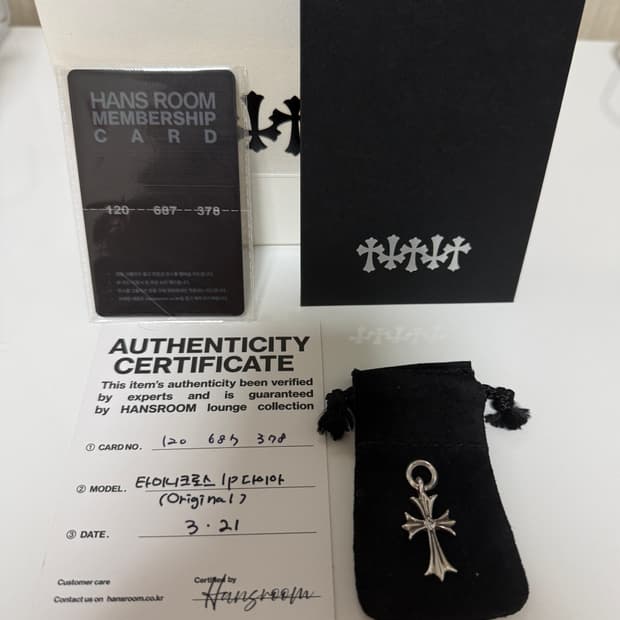 HANS ROOM
MEMBERSHIP
CARD
120 687 378
AUTHENTICITY
CERTIFICATE
This item's authenticity been verified
by experts and is guaranteed
by HANSROOM lounge collection
① CARD NO. 120 687 378
② MODEL. 타이니크로스 1P다이아
(Original)
③ DATE. 3.21
Customer care
Contact us on hansroom.co.kr
Certified by
Hansroom